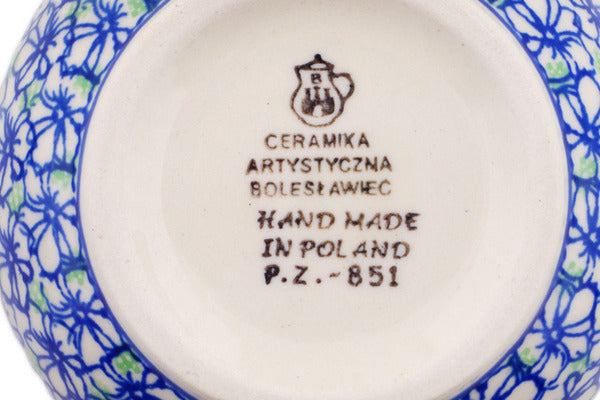 B
CERAMIKA
ARTYSTYCZNA
BOLESŁAWIEC
HAND MADE
IN POLAND
P.Z.-851